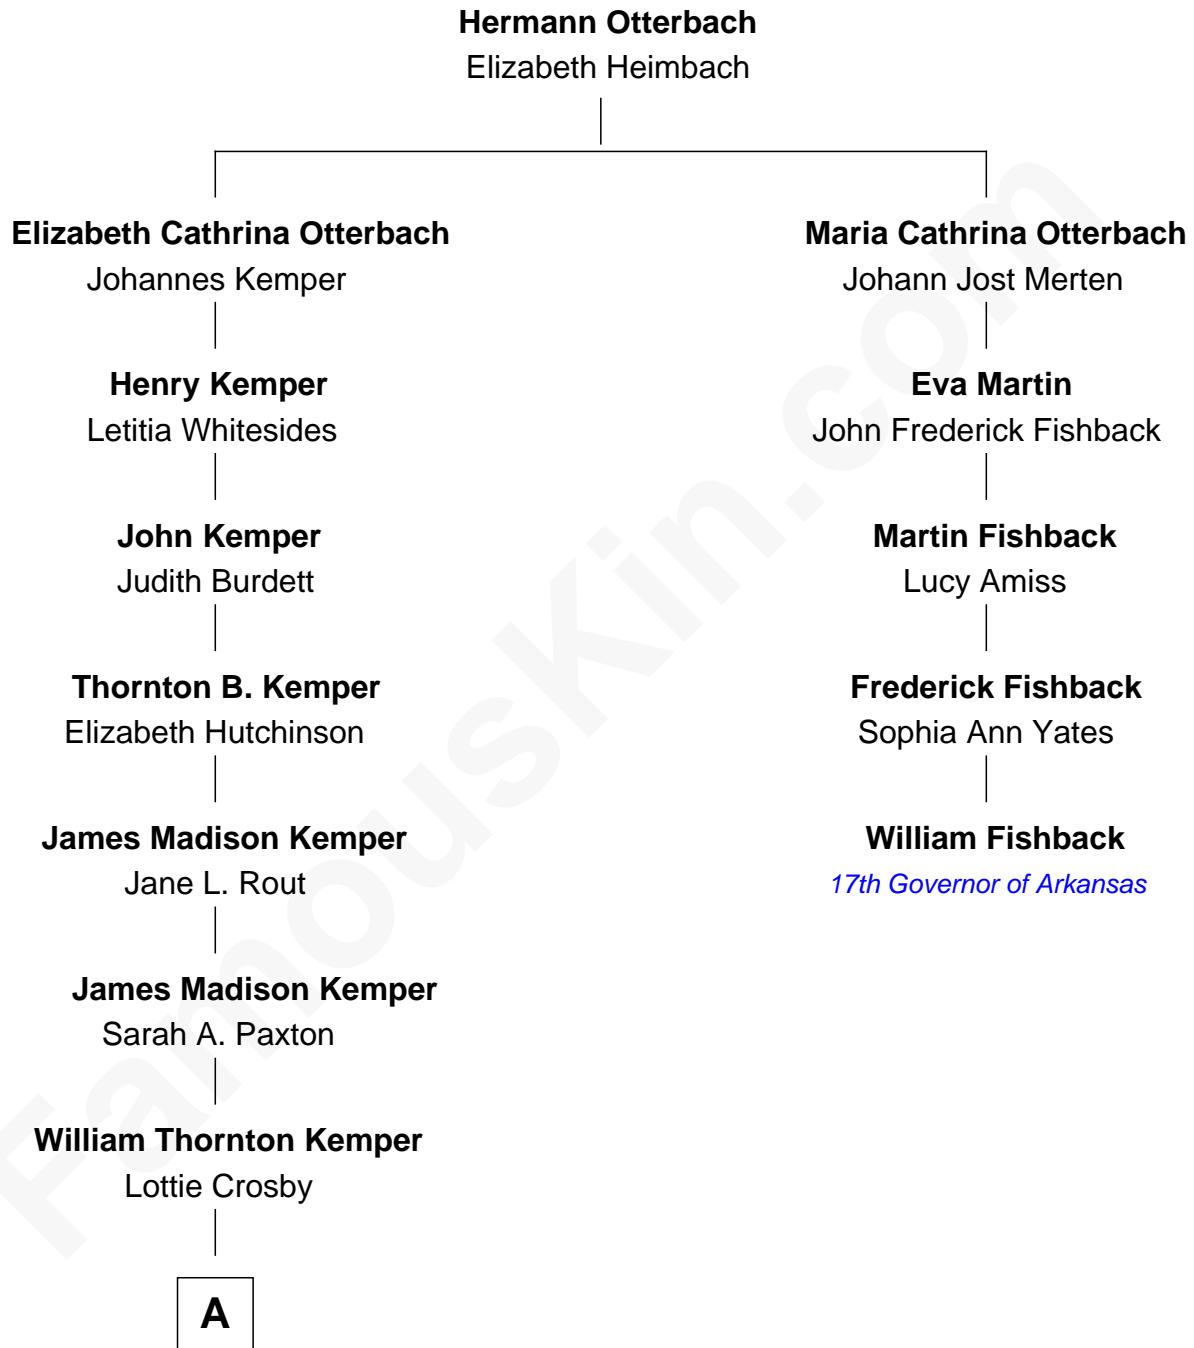 Hermann Otterbach
Elizabeth Heimbach
Elizabeth Cathrina Otterbach
Johannes Kemper
Henry Kemper
Letitia Whitesides
John Kemper
Judith Burdett
Thornton B. Kemper
Elizabeth Hutchinson
James Madison Kemper
Jane L. Rout
James Madison Kemper
Sarah A. Paxton
William Thornton Kemper
Lottie Crosby
A
Maria Cathrina Otterbach
Johann Jost Merten
Eva Martin
John Frederick Fishback
Martin Fishback
Lucy Amiss
Frederick Fishback
Sophia Ann Yates
William Fishback
17th Governor of Arkansas
FamousKin.com